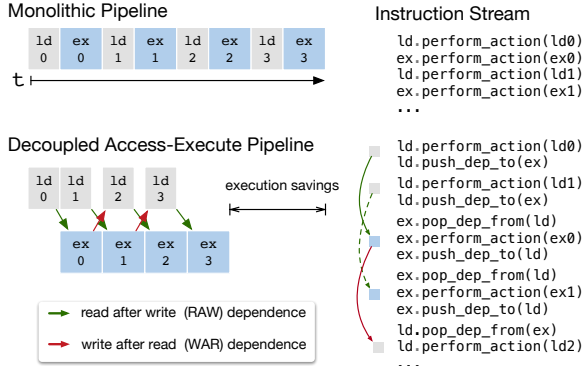 Monolithic Pipeline
ld 0 ex 0 ld 1 ex 1 ld 2 ex 2 ld 3 ex 3
t
Decoupled Access-Execute Pipeline
ld 0 ld 1 ld 2 ld 3
execution savings
ex 0 ex 1 ex 2 ex 3
read after write (RAW) dependence
write after read (WAR) dependence
Instruction Stream
ld.perform_action(ld0)
ex.perform_action(ex0)
ld.perform_action(ld1)
ex.perform_action(ex1)
...
ld.perform_action(ld0)
ld.push_dep_to(ex)
ld.perform_action(ld1)
ld.push_dep_to(ex)
ex.pop_dep_from(ld)
ex.perform_action(ex0)
ex.push_dep_to(ld)
ex.pop_dep_from(ld)
ex.perform_action(ex1)
ex.push_dep_to(ld)
ld.pop_dep_from(ex)
ld.perform_action(ld2)
...